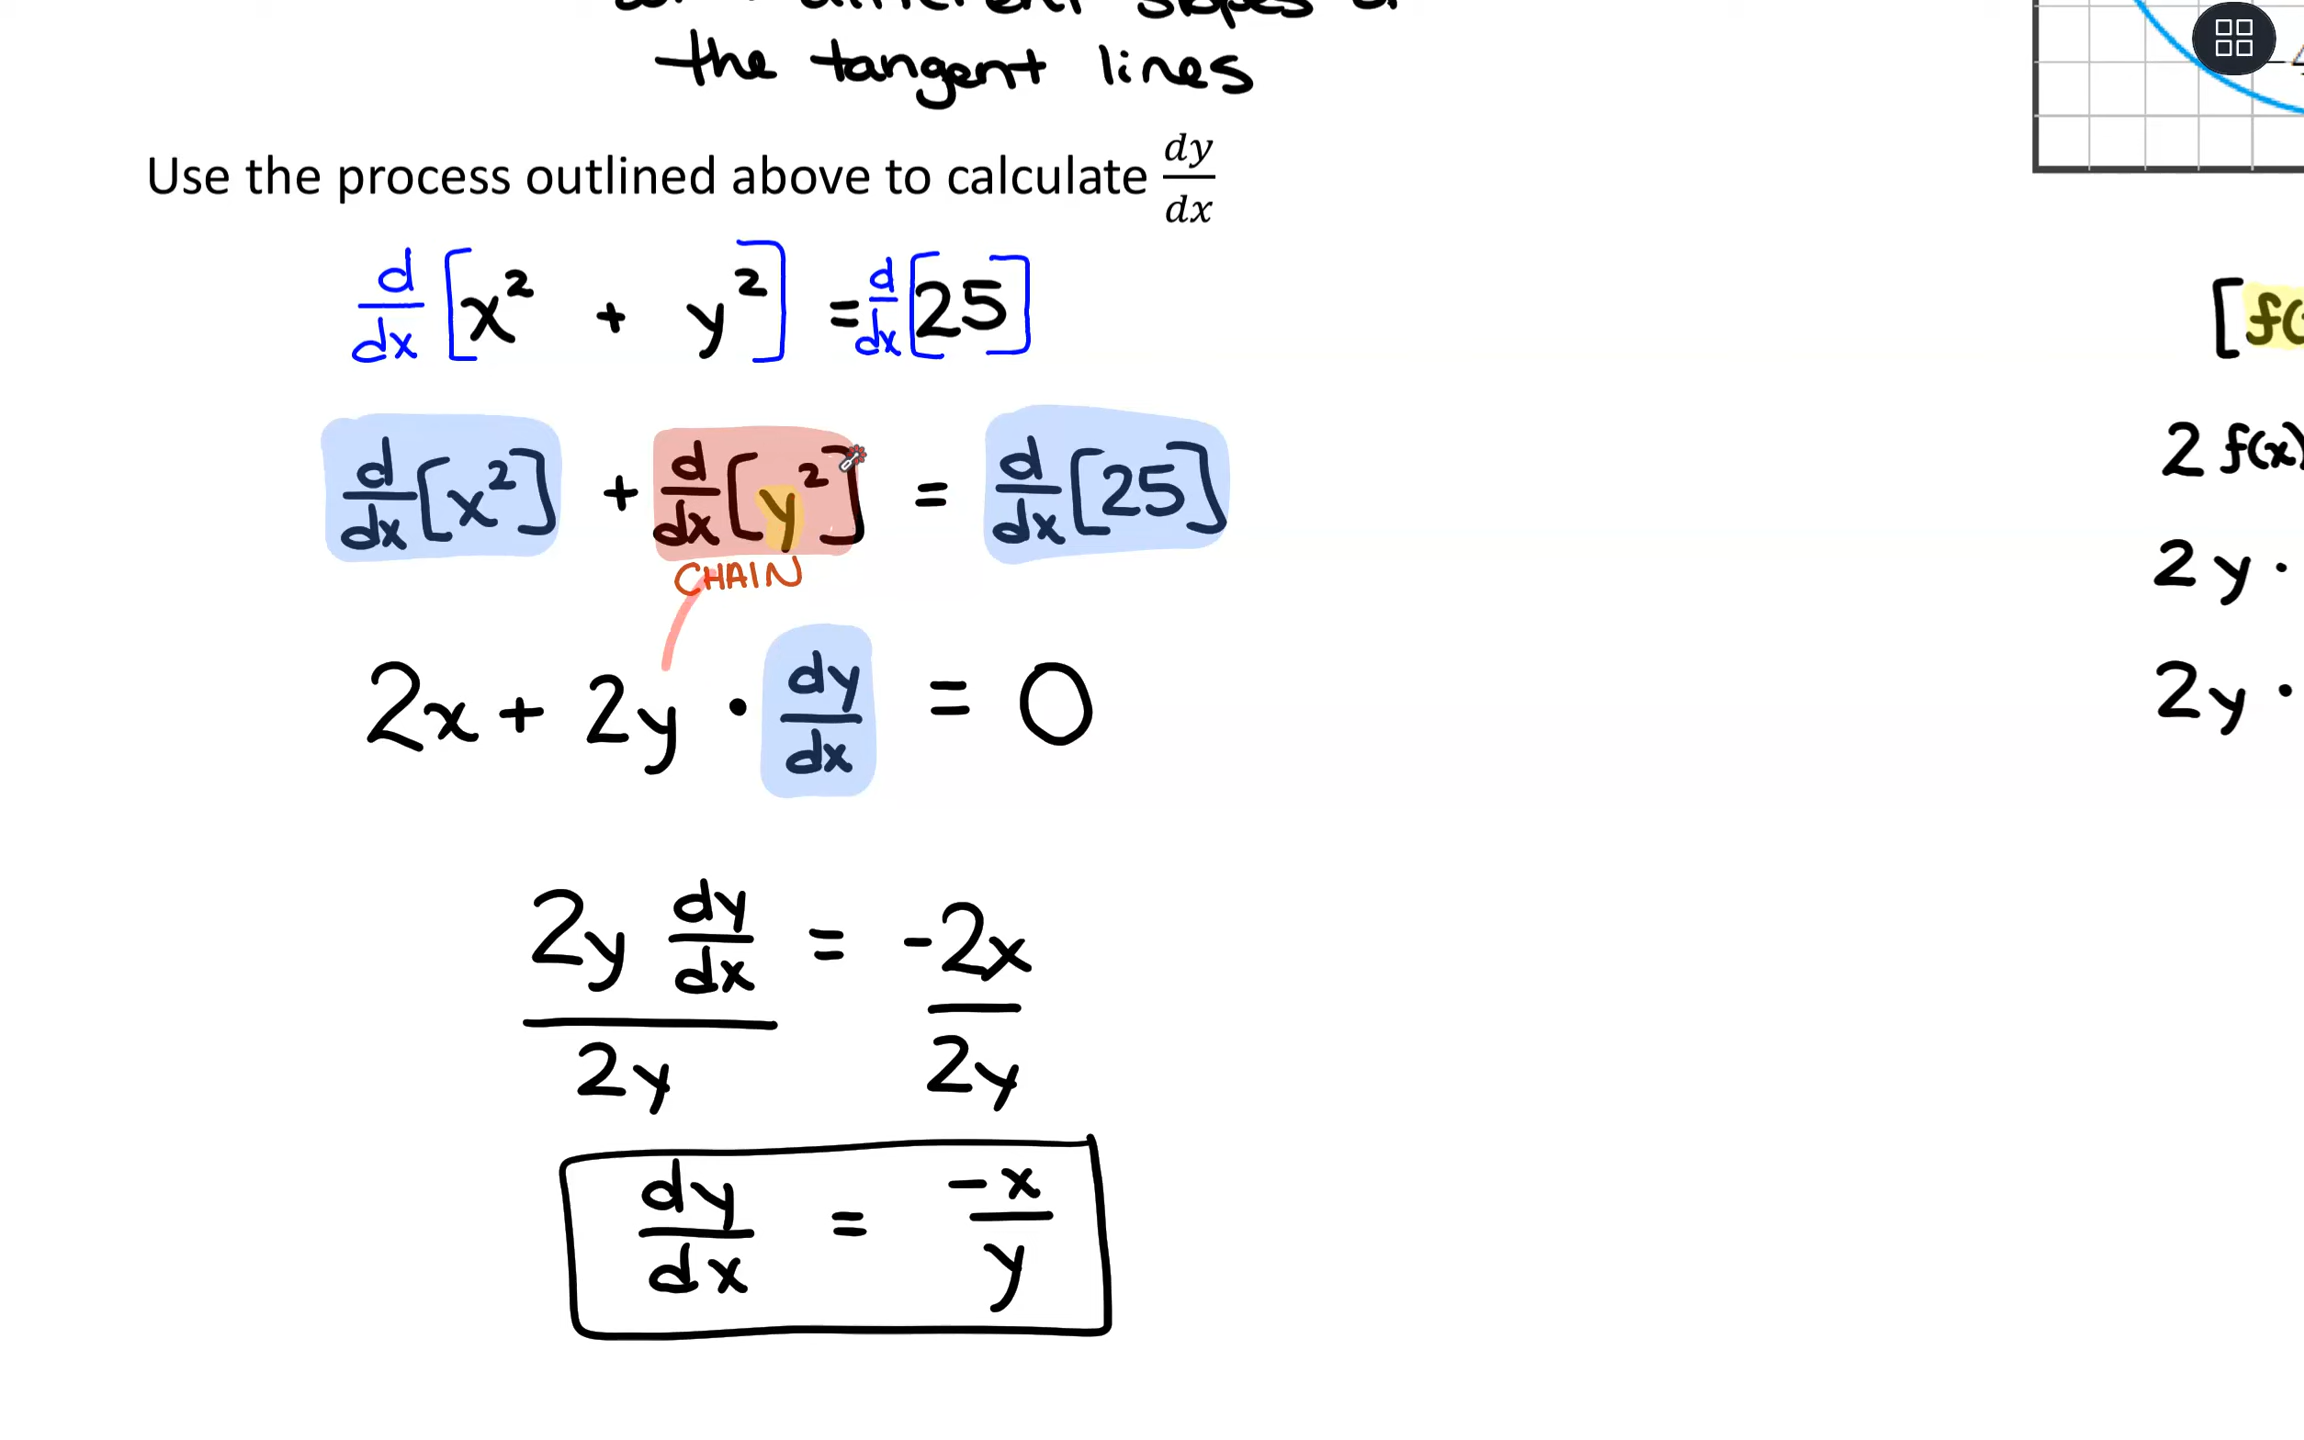 different slopes
the tangent lines
Use the process outlined above to calculate dy/dx
d/dx [x² + y²] = d/dx [25]
[f(
d/dx [x²] + d/dx [y²] = d/dx [25]
2 f(x)
CHAIN
2y ·
2x + 2y · dy/dx = 0
2y ·
2y dy/dx = -2x
2y 2y
dy/dx = -x/y